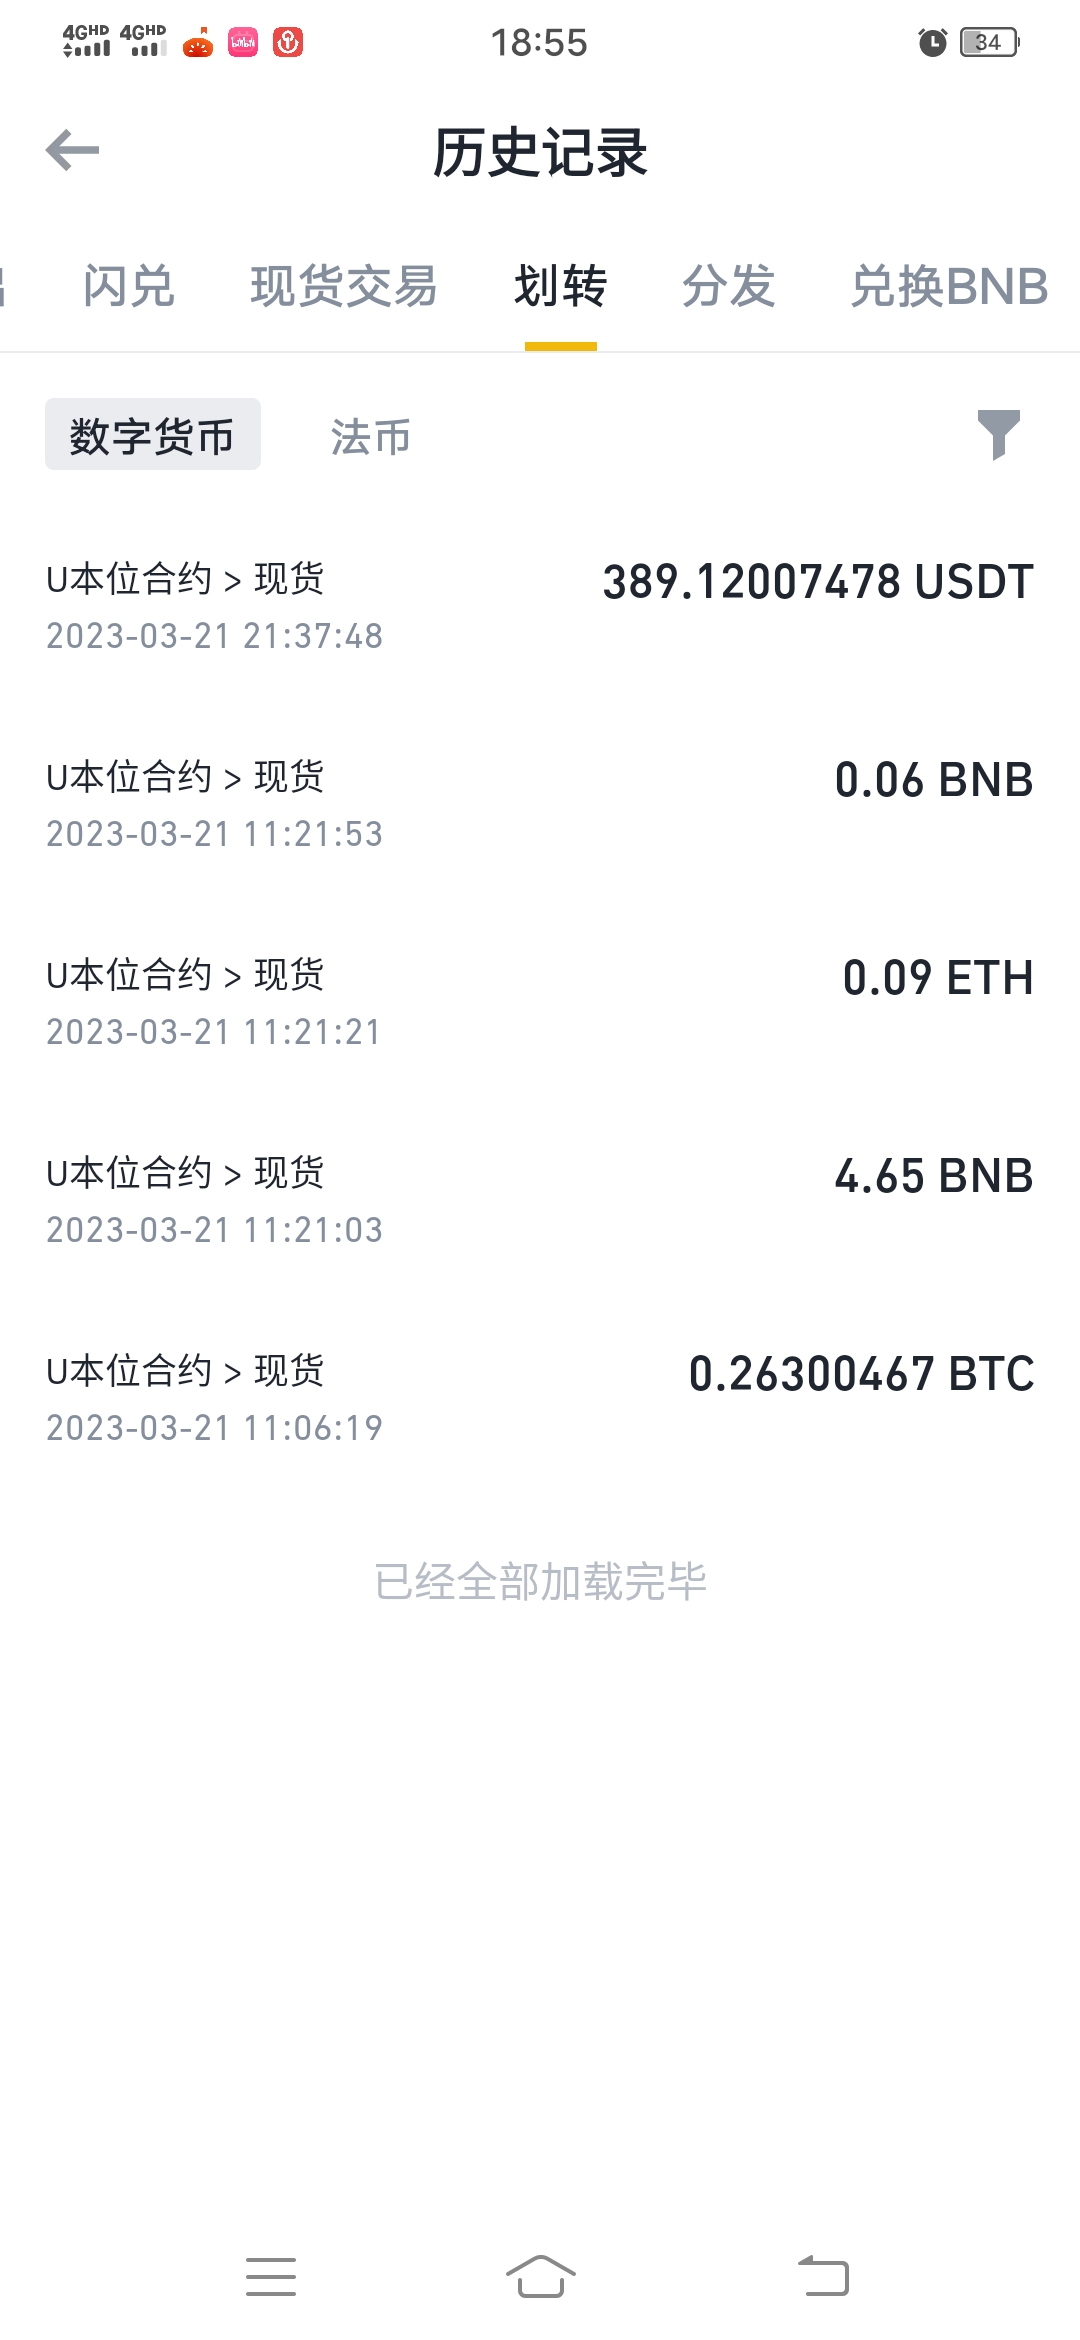 4GHD 4GHD 18:55 34
历史记录
闪兑 现货交易 划转 分发 兑换BNB
数字货币 法币
U本位合约 > 现货 389.12007478 USDT
2023-03-21 21:37:48
U本位合约 > 现货 0.06 BNB
2023-03-21 11:21:53
U本位合约 > 现货 0.09 ETH
2023-03-21 11:21:21
U本位合约 > 现货 4.65 BNB
2023-03-21 11:21:03
U本位合约 > 现货 0.26300467 BTC
2023-03-21 11:06:19
已经全部加载完毕